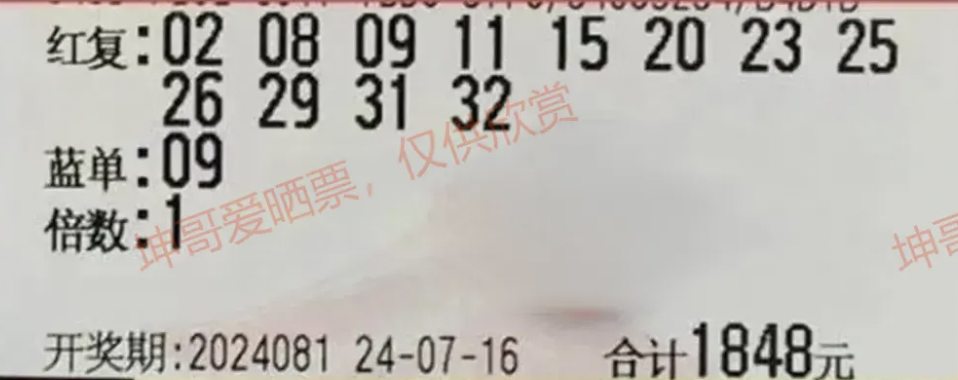 红复:02 08 09 11 15 20 23 25
26 29 31 32
蓝单:09
倍数:1
坤哥爱晒票，仅供欣赏
坤哥
开奖期:2024081 24-07-16 合计1848元